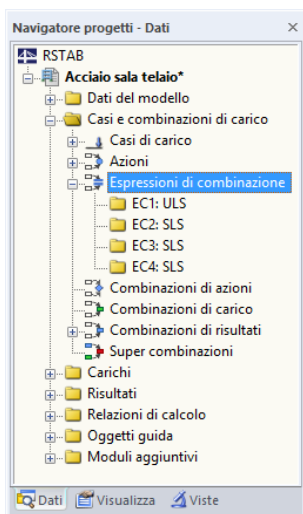 Navigatore progetti - Dati
RSTAB
Acciaio sala telaio*
Dati del modello
Casi e combinazioni di carico
Casi di carico
Azioni
Espressioni di combinazione
EC1: ULS
EC2: SLS
EC3: SLS
EC4: SLS
Combinazioni di azioni
Combinazioni di carico
Combinazioni di risultati
Super combinazioni
Carichi
Risultati
Relazioni di calcolo
Oggetti guida
Moduli aggiuntivi
Dati Visualizza Viste